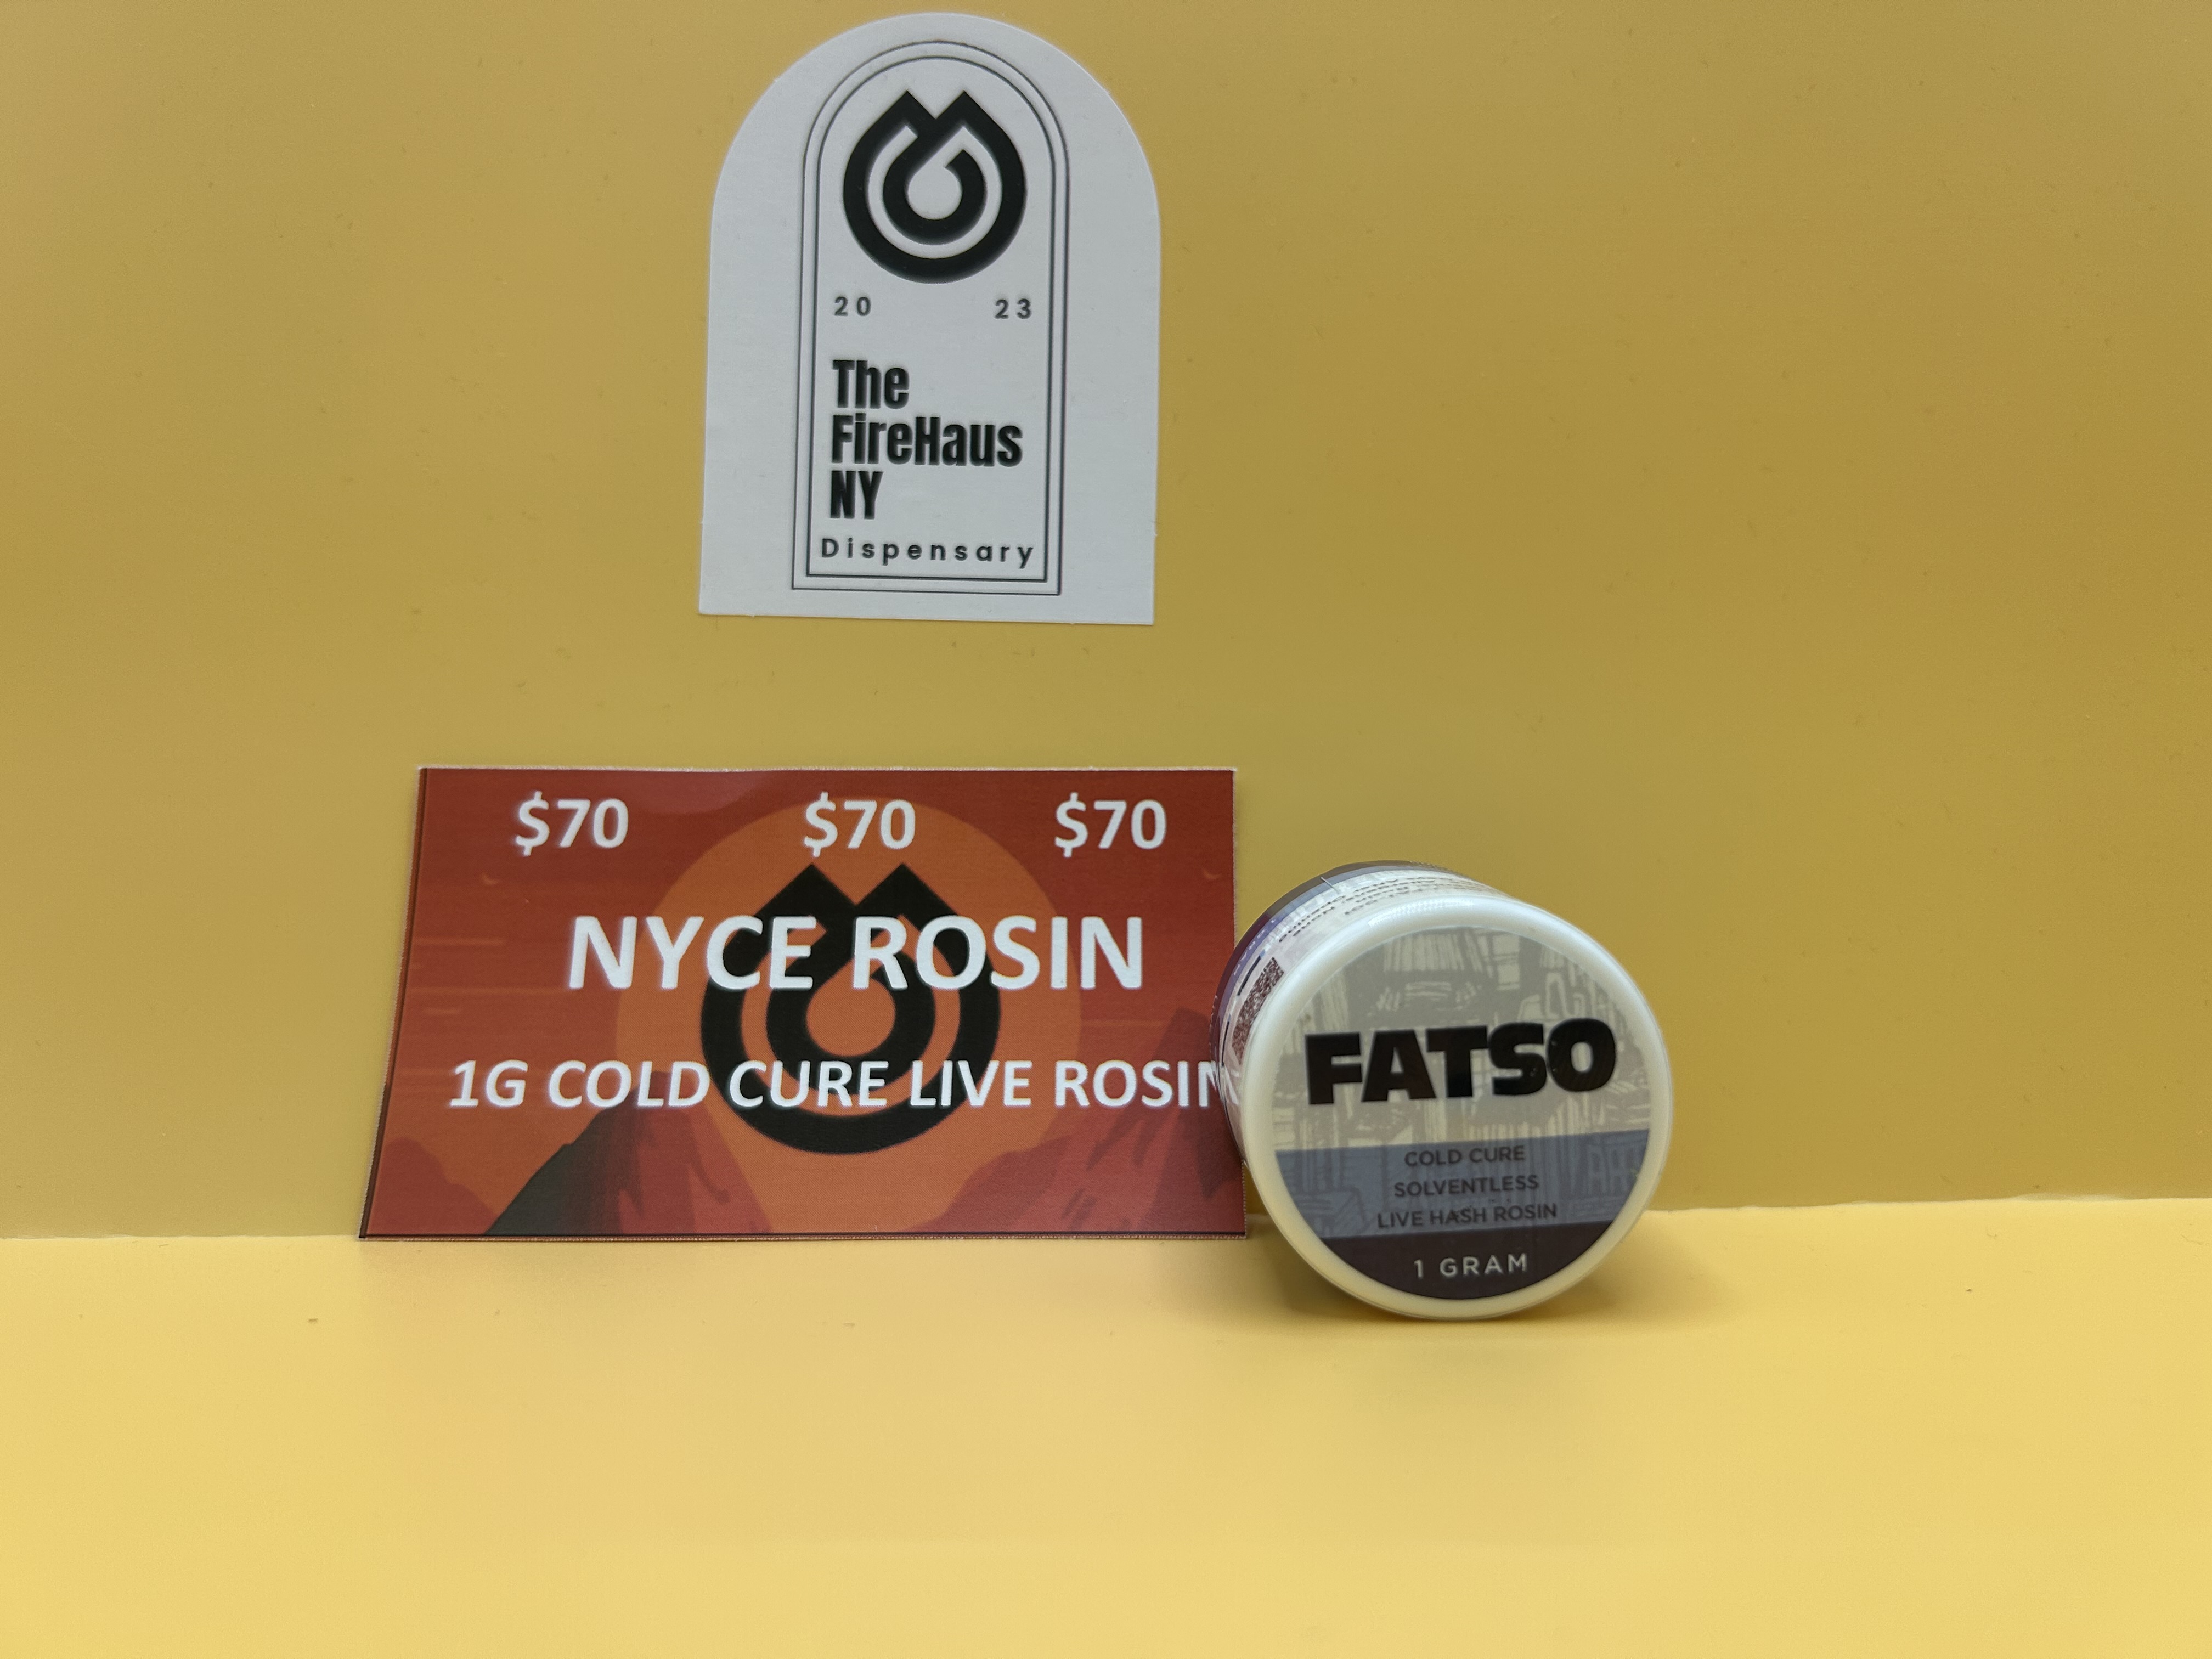 20 23
The
FireHaus
NY
Dispensary
$70 $70 $70
NYCE ROSIN
1G COLD CURE LIVE ROSIN
FATSO
COLD CURE
SOLVENTLESS
LIVE HASH ROSIN
1 GRAM